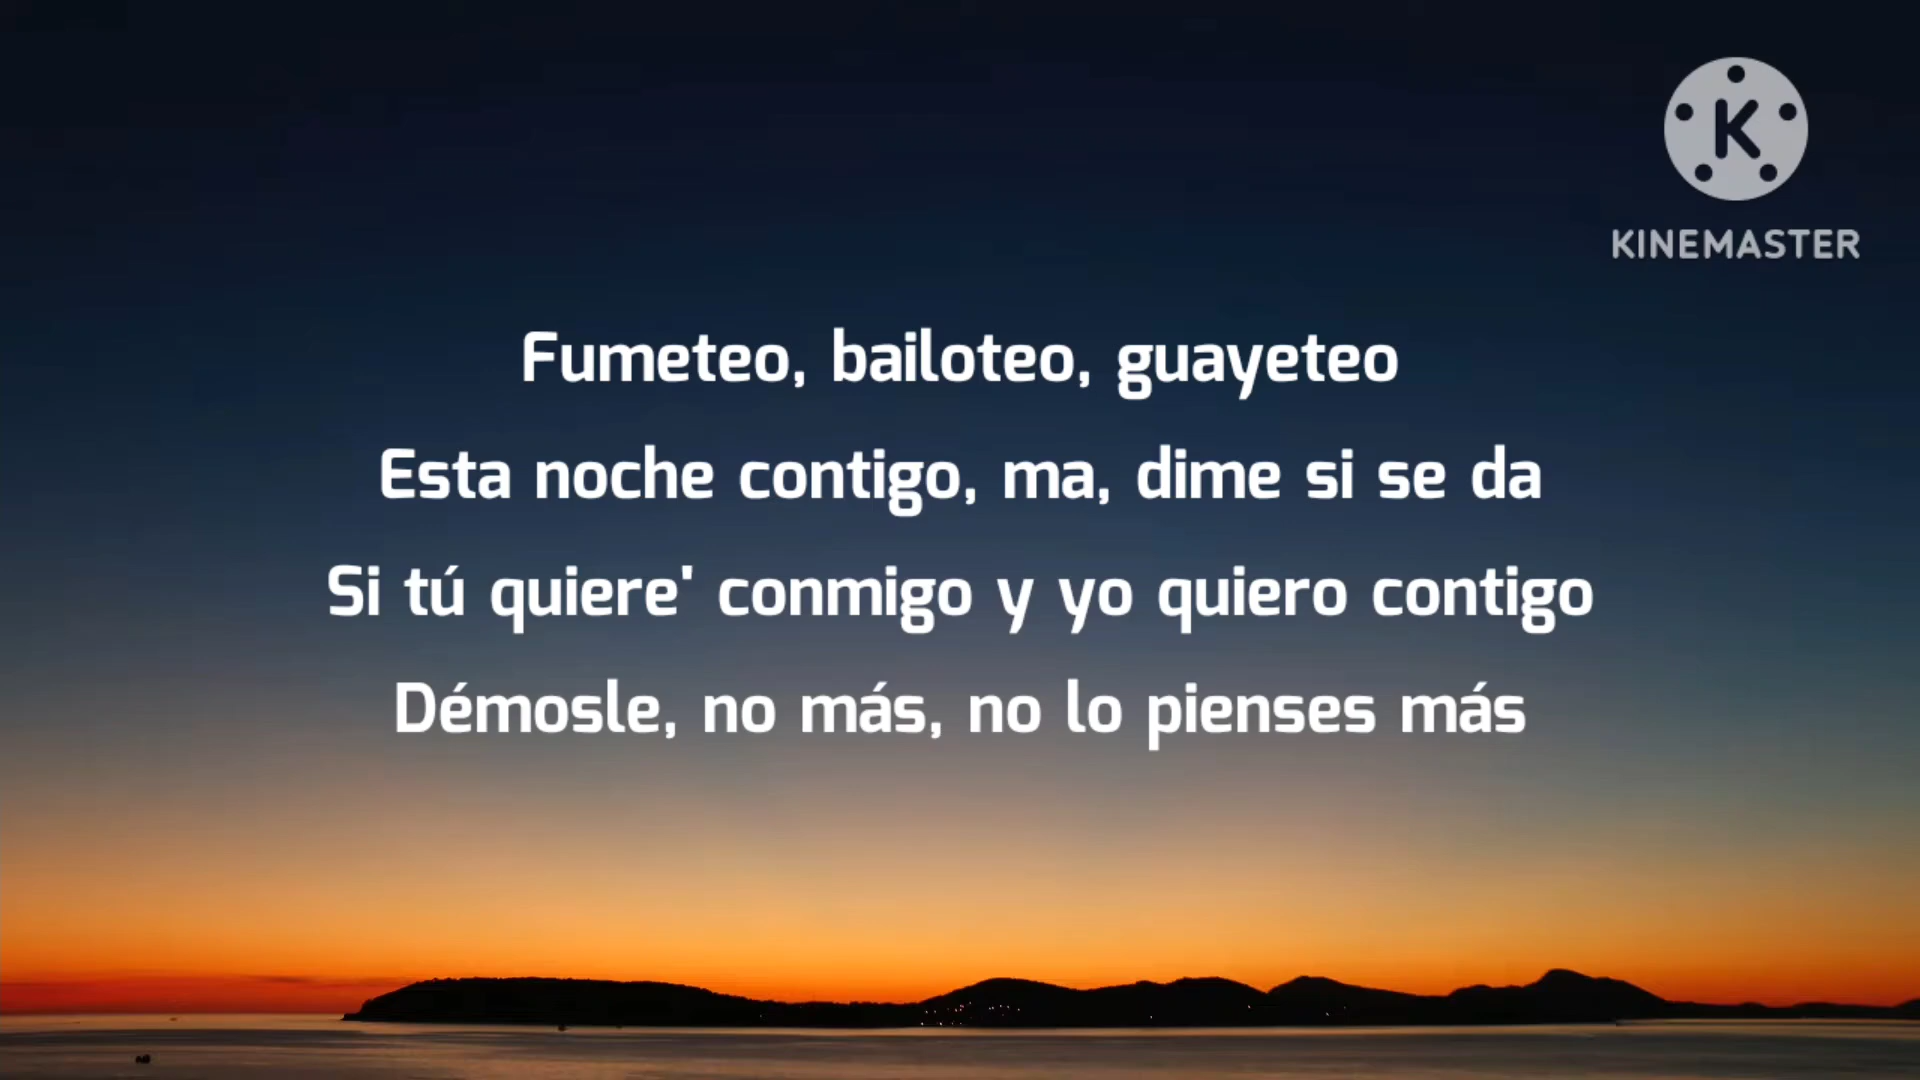 KINEMASTER
Fumeteo, bailoteo, guayeteo
Esta noche contigo, ma, dime si se da
Si tú quiere' conmigo y yo quiero contigo
Démosle, no más, no lo pienses más